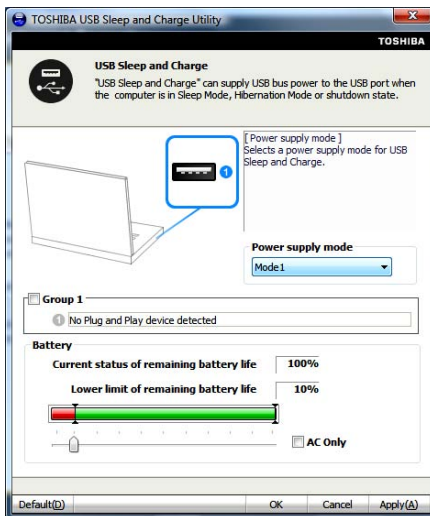 TOSHIBA USB Sleep and Charge Utility
TOSHIBA
USB Sleep and Charge
"USB Sleep and Charge" can supply USB bus power to the USB port when
the computer is in Sleep Mode, Hibernation Mode or shutdown state.
1
[Power supply mode ]
Selects a power supply mode for USB
Sleep and Charge.
Power supply mode
Mode1
Group 1
1 No Plug and Play device detected
Battery
Current status of remaining battery life 100%
Lower limit of remaining battery life 10%
AC Only
Default(D) OK Cancel Apply(A)